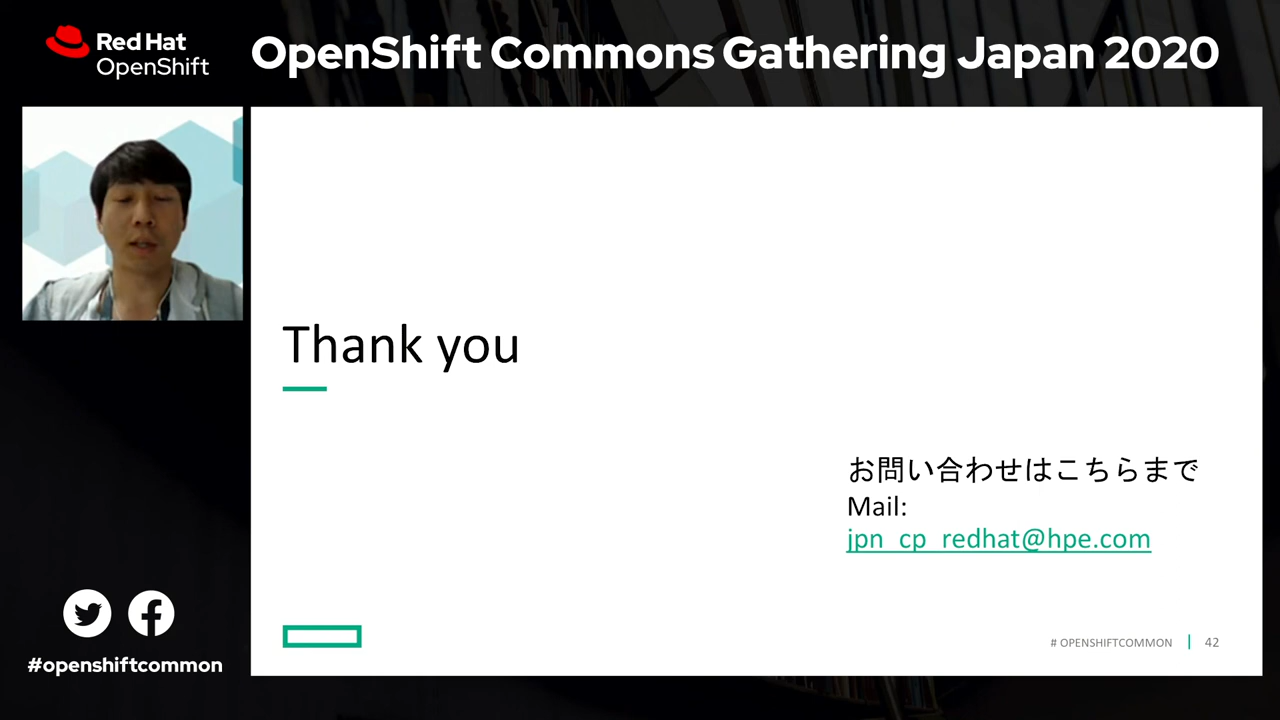 Red Hat
OpenShift
OpenShift Commons Gathering Japan 2020
Thank you
お問い合わせはこちらまで
Mail:
jpn_cp_redhat@hpe.com
#openshiftcommon
# OPENSHIFTCOMMON | 42